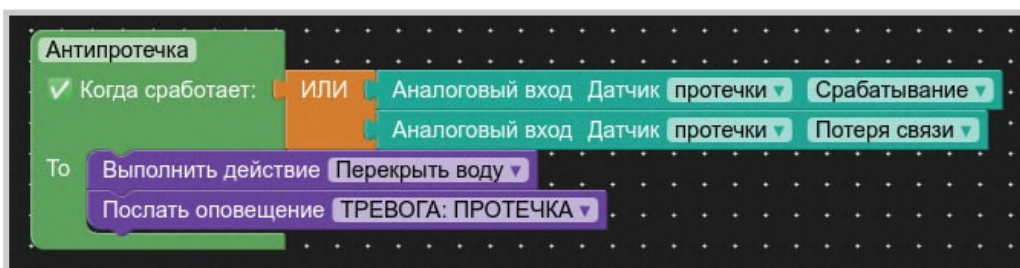 Антипротечка
Когда сработает: ИЛИ Аналоговый вход Датчик протечки Срабатывание
Аналоговый вход Датчик протечки Потеря связи
То Выполнить действие Перекрыть воду
Послать оповещение ТРЕВОГА: ПРОТЕЧКА